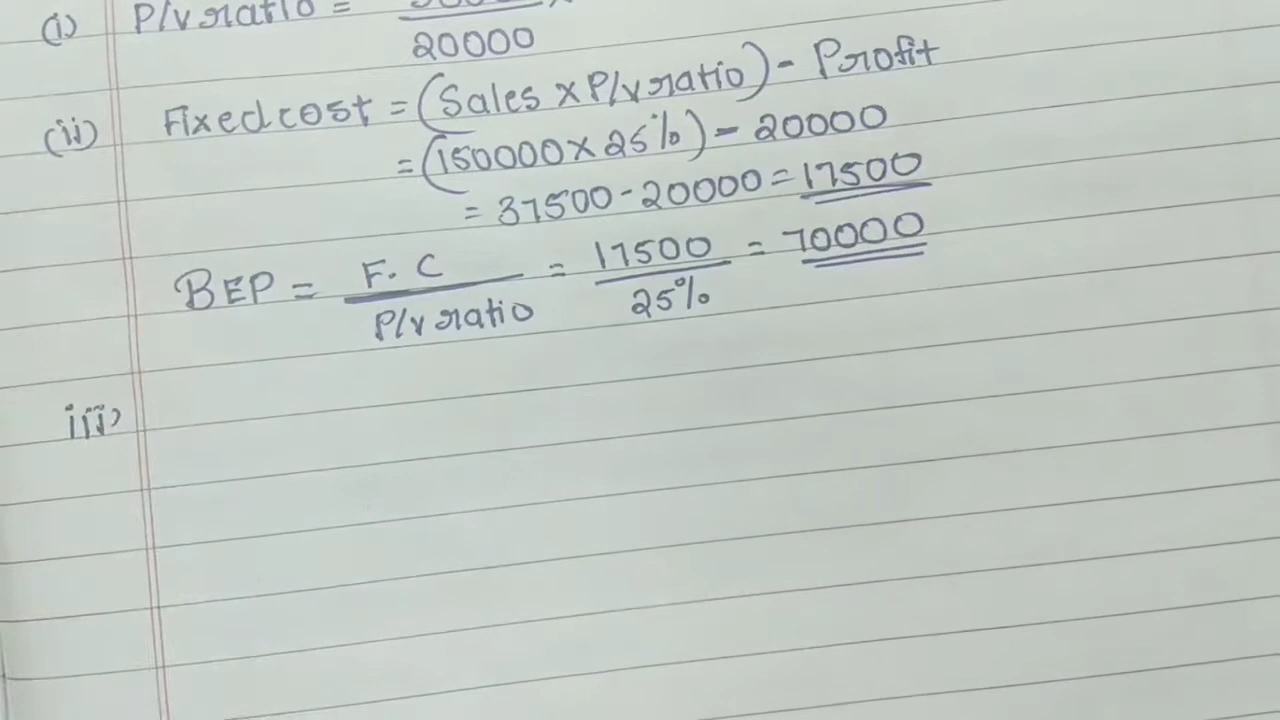 (i) P/v ratio =
20000
(ii) Fixed cost = (Sales × P/v ratio) - Profit
= (150000 × 25%) - 20000
= 37500 - 20000 = 17500
BEP = F. C / P/v ratio = 17500 / 25% = 70000
iii)